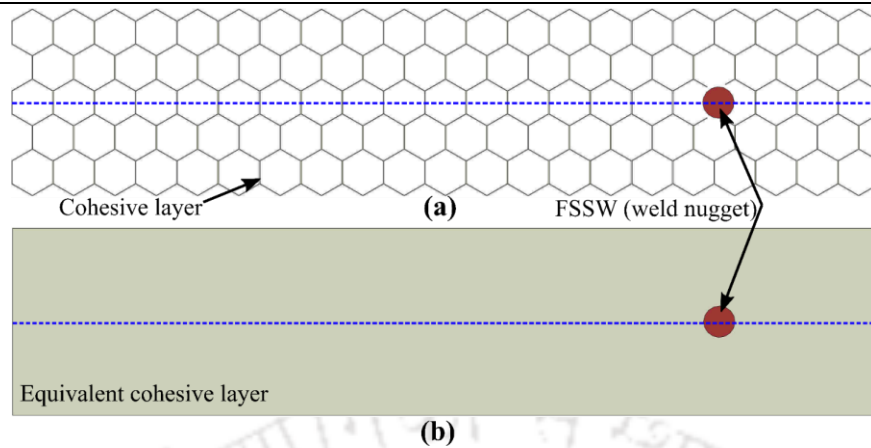 (a)
Cohesive layer
FSSW (weld nugget)
Equivalent cohesive layer
(b)